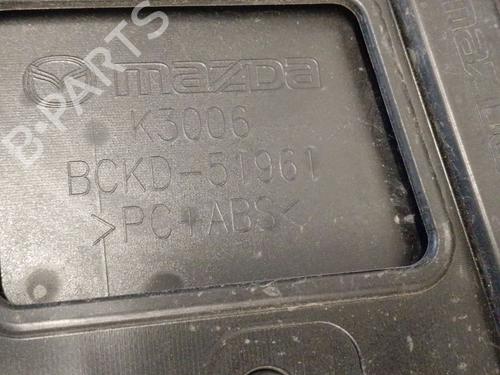 B-PARTS
mazda
K3006
BCKD-51961
>PC+ABS<